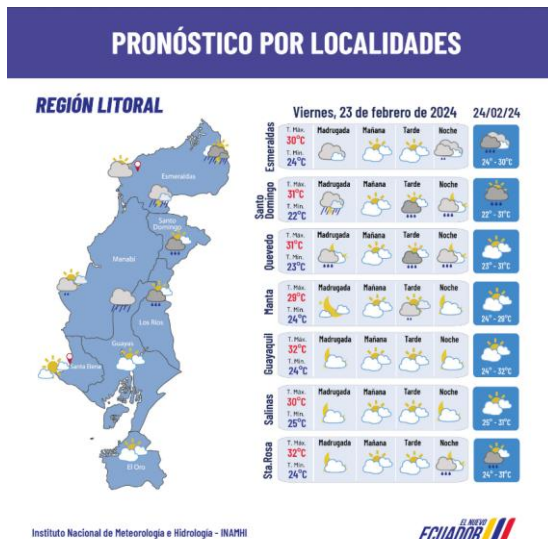 PRONÓSTICO POR LOCALIDADES
REGIÓN LITORAL
Viernes, 23 de febrero de 2024 24/02/24
Esmeraldas
Santo Domingo
Manabí
Los Ríos
Guayas
Santa Elena
El Oro
Esmeraldas
T. Máx.
30°C
T. Mín.
24°C
Madrugada Mañana Tarde Noche
24° - 30°C
Santo Domingo
T. Máx.
31°C
T. Mín.
22°C
Madrugada Mañana Tarde Noche
22° - 31°C
Quevedo
T. Máx.
31°C
T. Mín.
23°C
Madrugada Mañana Tarde Noche
23° - 31°C
Manta
T. Máx.
29°C
T. Mín.
24°C
Madrugada Mañana Tarde Noche
24° - 29°C
Guayaquil
T. Máx.
32°C
T. Mín.
24°C
Madrugada Mañana Tarde Noche
24° - 32°C
Salinas
T. Máx.
30°C
T. Mín.
25°C
Madrugada Mañana Tarde Noche
25° - 31°C
Sta.Rosa
T. Máx.
32°C
T. Mín.
24°C
Madrugada Mañana Tarde Noche
24° - 31°C
Instituto Nacional de Meteorología e Hidrología - INAMHI
EL NUEVO
ECUADOR